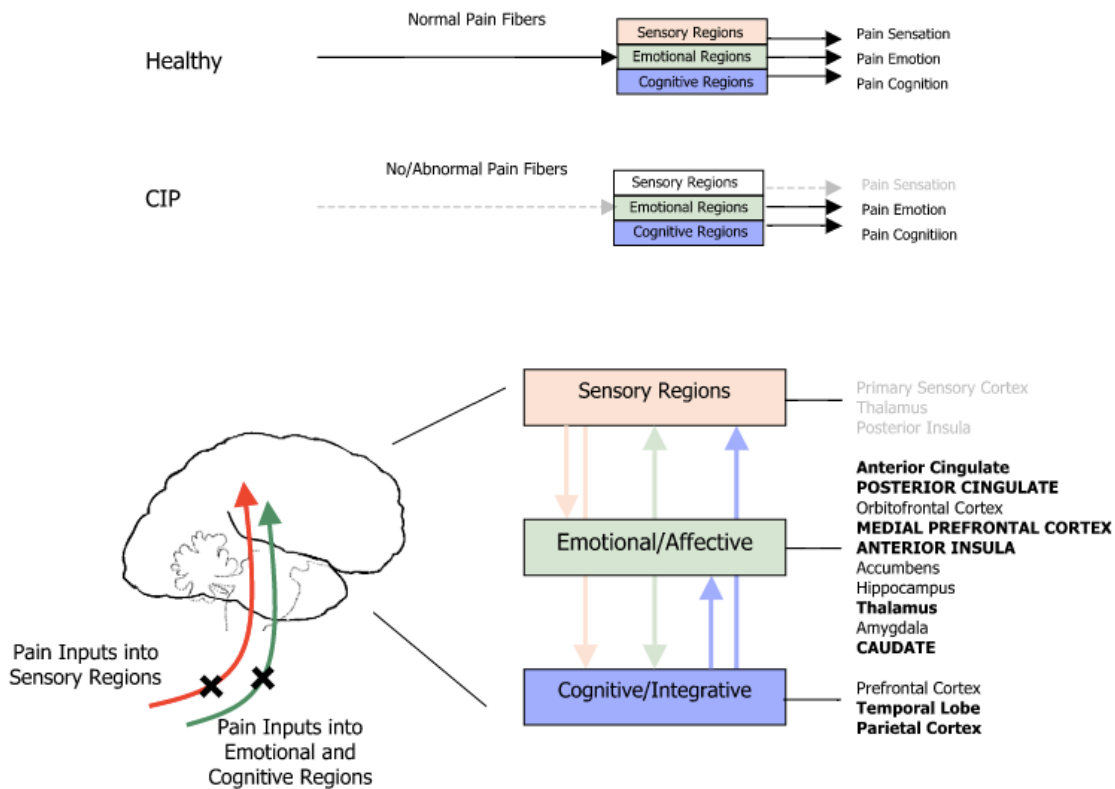 Normal Pain Fibers
Healthy
Sensory Regions
Emotional Regions
Cognitive Regions
Pain Sensation
Pain Emotion
Pain Cognition
No/Abnormal Pain Fibers
CIP
Sensory Regions
Emotional Regions
Cognitive Regions
Pain Sensation
Pain Emotion
Pain Cognitiion
Sensory Regions
Primary Sensory Cortex
Thalamus
Posterior Insula
Emotional/Affective
Anterior Cingulate
POSTERIOR CINGULATE
Orbitofrontal Cortex
MEDIAL PREFRONTAL CORTEX
ANTERIOR INSULA
Accumbens
Hippocampus
Thalamus
Amygdala
CAUDATE
Cognitive/Integrative
Prefrontal Cortex
Temporal Lobe
Parietal Cortex
Pain Inputs into
Sensory Regions
Pain Inputs into
Emotional and
Cognitive Regions